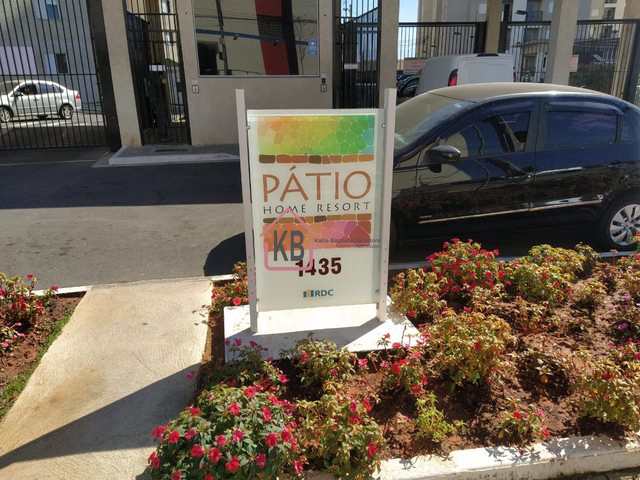 PÁTIO
HOME RESORT
KB
1435
RDC